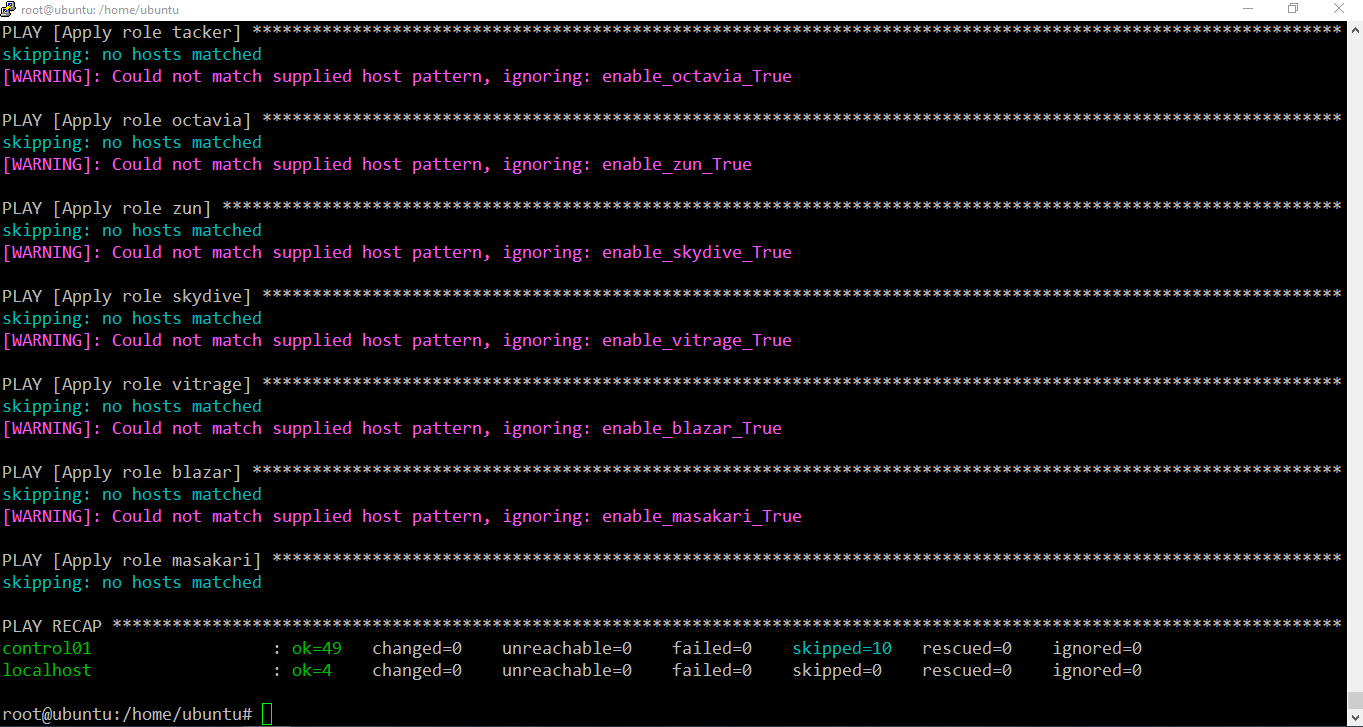 root@ubuntu: /home/ubuntu
PLAY [Apply role tacker] *************************************************************************************************************
skipping: no hosts matched
[WARNING]: Could not match supplied host pattern, ignoring: enable_octavia_True
PLAY [Apply role octavia] ************************************************************************************************************
skipping: no hosts matched
[WARNING]: Could not match supplied host pattern, ignoring: enable_zun_True
PLAY [Apply role zun] ****************************************************************************************************************
skipping: no hosts matched
[WARNING]: Could not match supplied host pattern, ignoring: enable_skydive_True
PLAY [Apply role skydive] ************************************************************************************************************
skipping: no hosts matched
[WARNING]: Could not match supplied host pattern, ignoring: enable_vitrage_True
PLAY [Apply role vitrage] ************************************************************************************************************
skipping: no hosts matched
[WARNING]: Could not match supplied host pattern, ignoring: enable_blazar_True
PLAY [Apply role blazar] *************************************************************************************************************
skipping: no hosts matched
[WARNING]: Could not match supplied host pattern, ignoring: enable_masakari_True
PLAY [Apply role masakari] ***********************************************************************************************************
skipping: no hosts matched
PLAY RECAP ***************************************************************************************************************************
control01                  : ok=49   changed=0    unreachable=0    failed=0    skipped=10   rescued=0    ignored=0
localhost                  : ok=4    changed=0    unreachable=0    failed=0    skipped=0    rescued=0    ignored=0
root@ubuntu:/home/ubuntu#